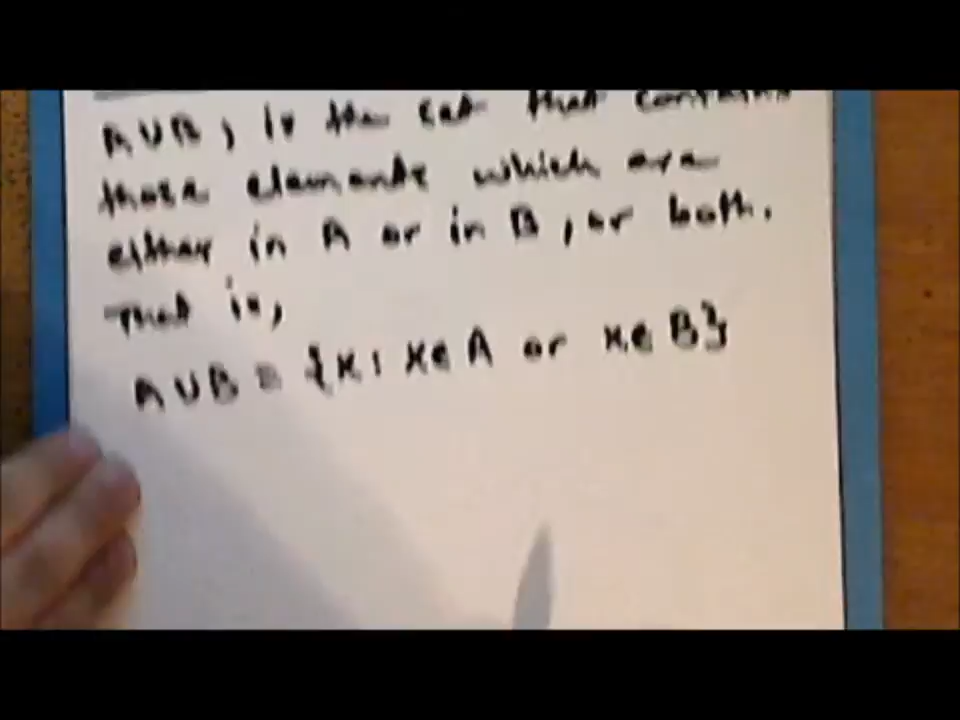 A∪B, is the set that contains
those elements which are
either in A or in B, or both.
That is,
A∪B = {x : x∈A or x∈B}